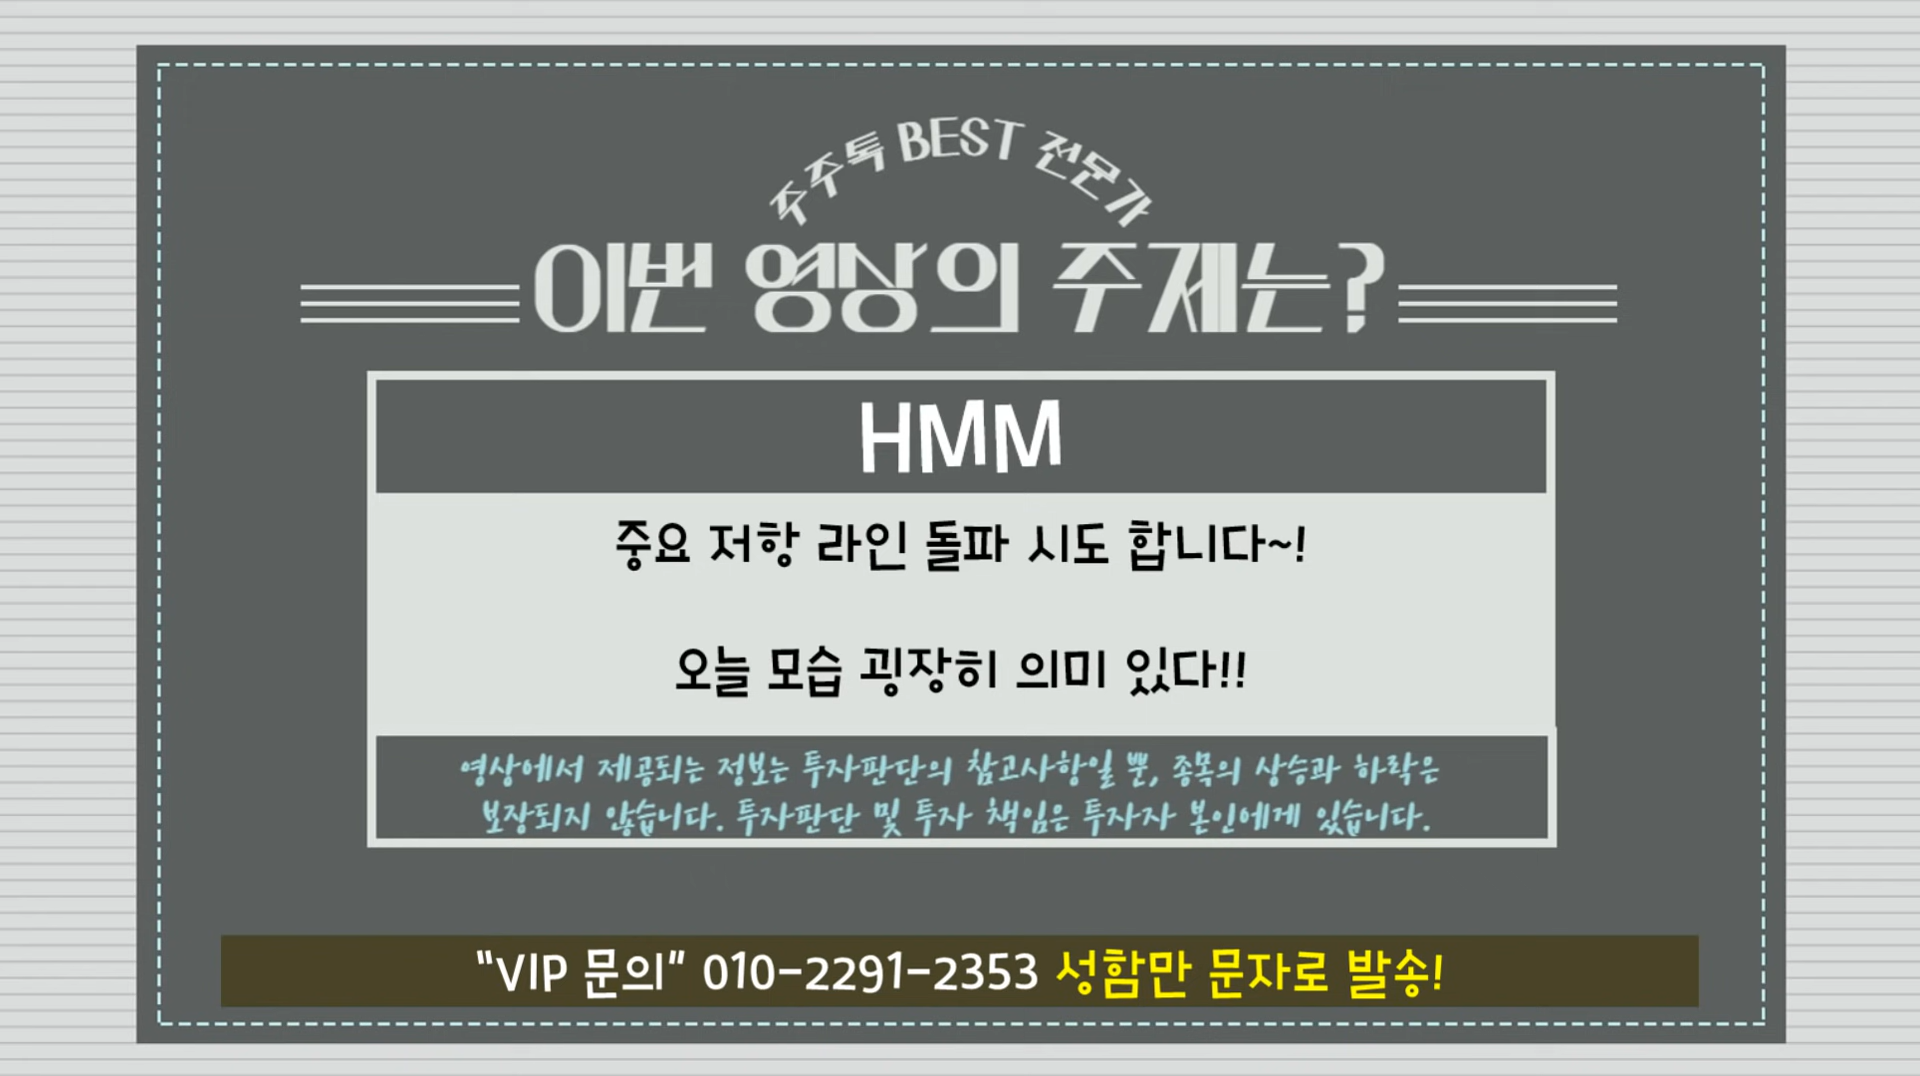 주주톡 BEST 전문가
이번 영상의 주제는?
HMM
중요 저항 라인 돌파 시도 합니다~!
오늘 모습 굉장히 의미 있다!!
영상에서 제공되는 정보는 투자판단의 참고사항일 뿐, 종목의 상승과 하락은
보장되지 않습니다. 투자판단 및 투자 책임은 투자자 본인에게 있습니다.
"VIP 문의" 010-2291-2353 성함만 문자로 발송!